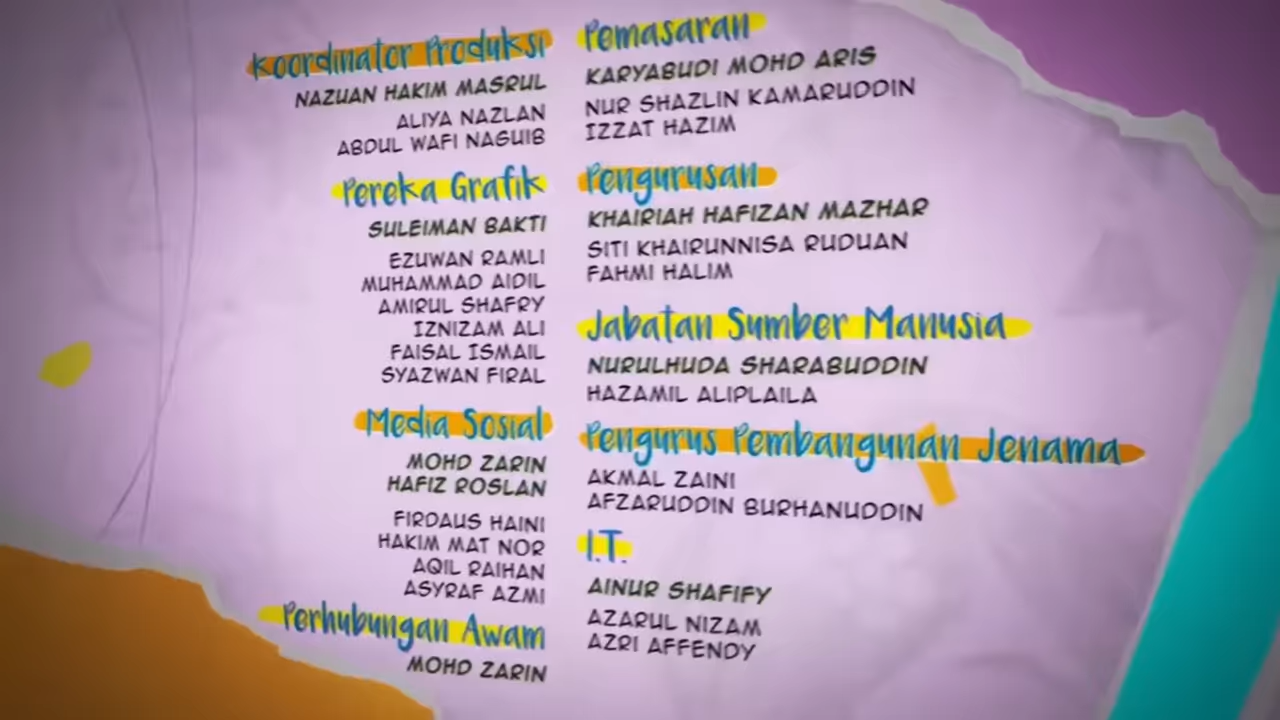 Koordinator Produksi
NAZUAN HAKIM MASRUL
ALIYA NAZLAN
ABDUL WAFI NAGUIB
Pereka Grafik
SULEIMAN BAKTI
EZUWAN RAMLI
MUHAMMAD AIDIL
AMIRUL SHAFRY
IZNIZAM ALI
FAISAL ISMAIL
SYAZWAN FIRAL
Media Sosial
MOHD ZARIN
HAFIZ ROSLAN
FIRDAUS HAINI
HAKIM MAT NOR
AQIL RAIHAN
ASYRAF AZMI
Perhubungan Awam
MOHD ZARIN
Pemasaran
KARYABUDI MOHD ARIS
NUR SHAZLIN KAMARUDDIN
IZZAT HAZIM
Pengurusan
KHAIRIAH HAFIZAN MAZHAR
SITI KHAIRUNNISA RUDUAN
FAHMI HALIM
Jabatan Sumber Manusia
NURULHUDA SHARABUDDIN
HAZAMIL ALIPLAILA
Pengurus Pembangunan Jenama
AKMAL ZAINI
AFZARUDDIN BURHANUDDIN
I.T.
AINUR SHAFIFY
AZARUL NIZAM
AZRI AFFENDY